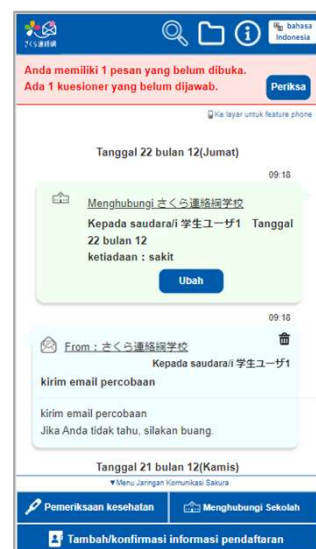 さくら連絡網
bahasa
Indonesia
Anda memiliki 1 pesan yang belum dibuka.
Ada 1 kuesioner yang belum dijawab.
Periksa
Ke layar untuk feature phone
Tanggal 22 bulan 12(Jumat)
09:18
Menghubungi さくら連絡網学校
Kepada saudara/i 学生ユーザ1 Tanggal
22 bulan 12
ketiadaan : sakit
Ubah
09:18
From : さくら連絡網学校
Kepada saudara/i 学生ユーザ1
kirim email percobaan
kirim email percobaan
Jika Anda tidak tahu, silakan buang.
Tanggal 21 bulan 12(Kamis)
▼Menu Jaringan Komunikasi Sakura
Pemeriksaan kesehatan
Menghubungi Sekolah
Tambah/konfirmasi informasi pendaftaran